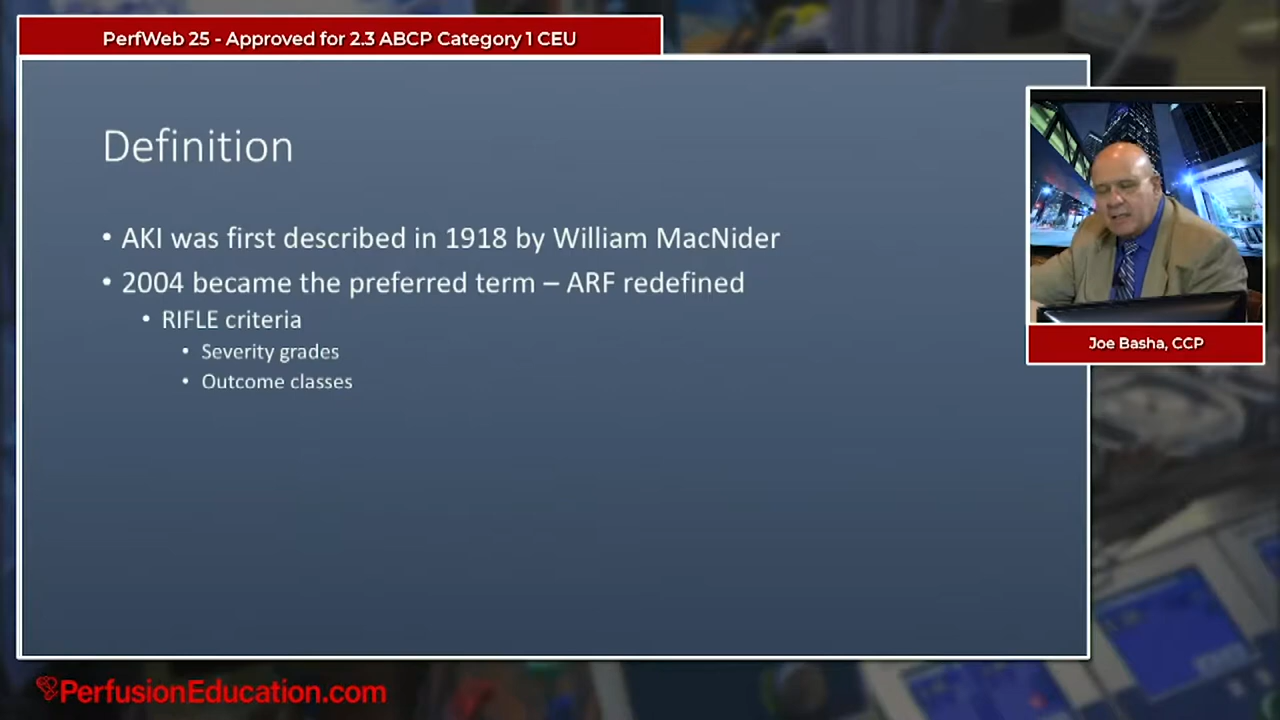 PerfWeb 25 - Approved for 2.3 ABCP Category 1 CEU
Definition
• AKI was first described in 1918 by William MacNider
• 2004 became the preferred term – ARF redefined
• RIFLE criteria
• Severity grades
• Outcome classes
Joe Basha, CCP
PerfusionEducation.com